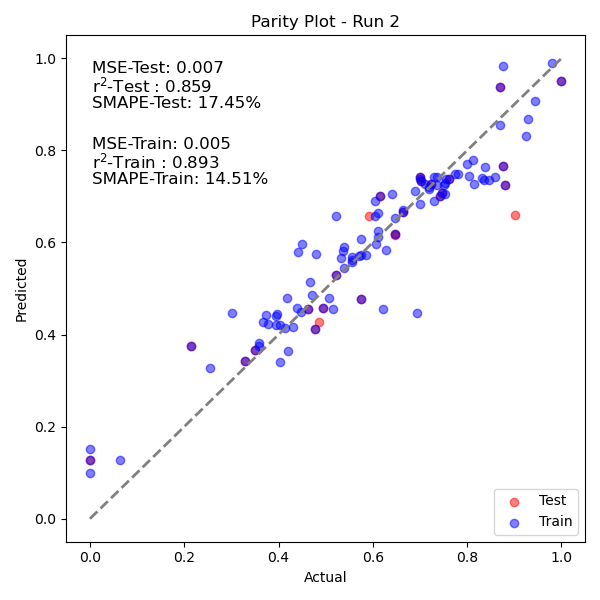 Parity Plot - Run 2
MSE-Test: 0.007
r²-Test : 0.859
SMAPE-Test: 17.45%
MSE-Train: 0.005
r²-Train : 0.893
SMAPE-Train: 14.51%
1.0
0.8
0.6
0.4
0.2
0.0
Predicted
Test
Train
0.0 0.2 0.4 0.6 0.8 1.0
Actual